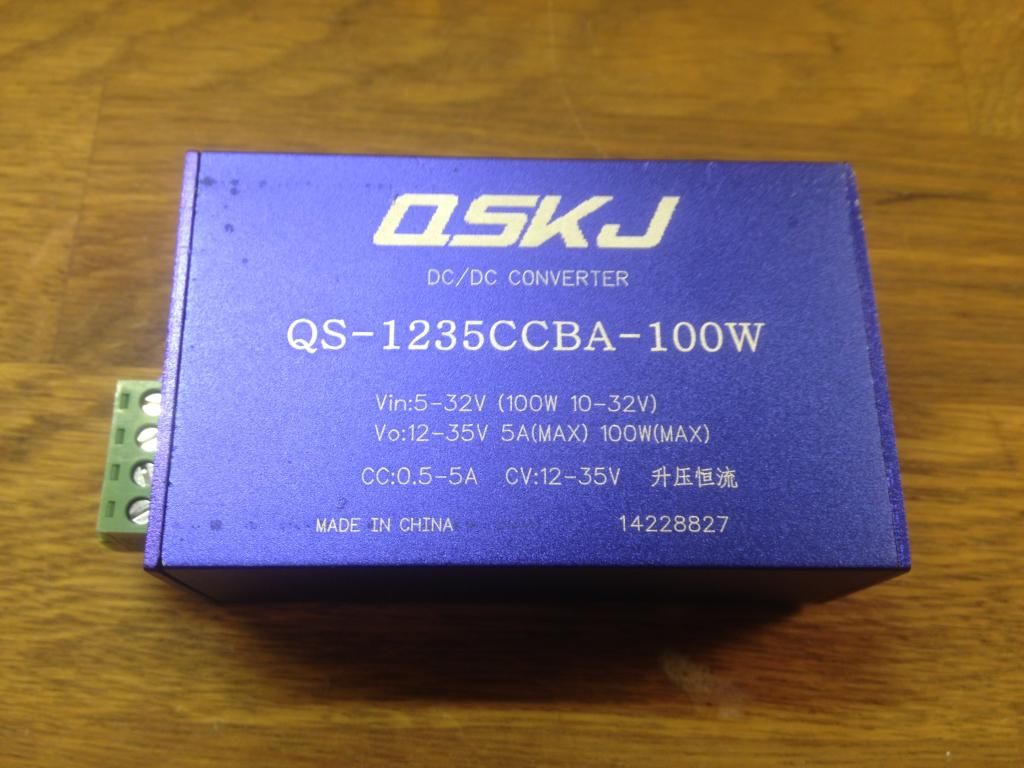 QSKJ
DC/DC CONVERTER
QS-1235CCBA-100W
Vin:5-32V (100W 10-32V)
Vo:12-35V 5A(MAX) 100W(MAX)
CC:0.5-5A CV:12-35V 升压恒流
MADE IN CHINA 14228827